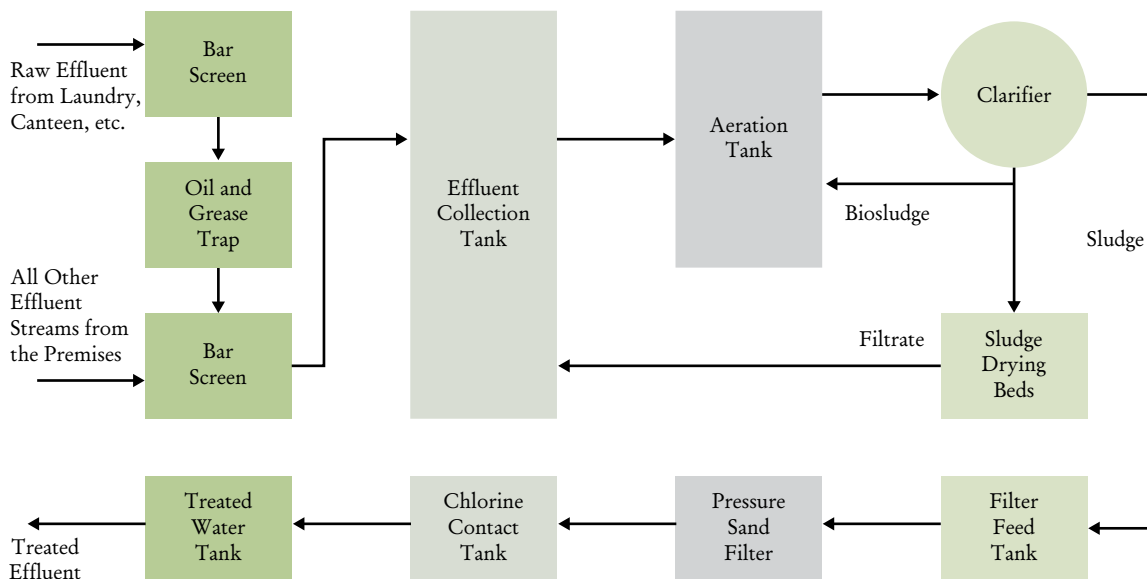 Raw Effluent
from Laundry,
Canteen, etc.
Bar
Screen
Oil and
Grease
Trap
All Other
Effluent
Streams from
the Premises
Bar
Screen
Effluent
Collection
Tank
Aeration
Tank
Clarifier
Biosludge
Sludge
Filtrate
Sludge
Drying
Beds
Filter
Feed
Tank
Pressure
Sand
Filter
Chlorine
Contact
Tank
Treated
Water
Tank
Treated
Effluent